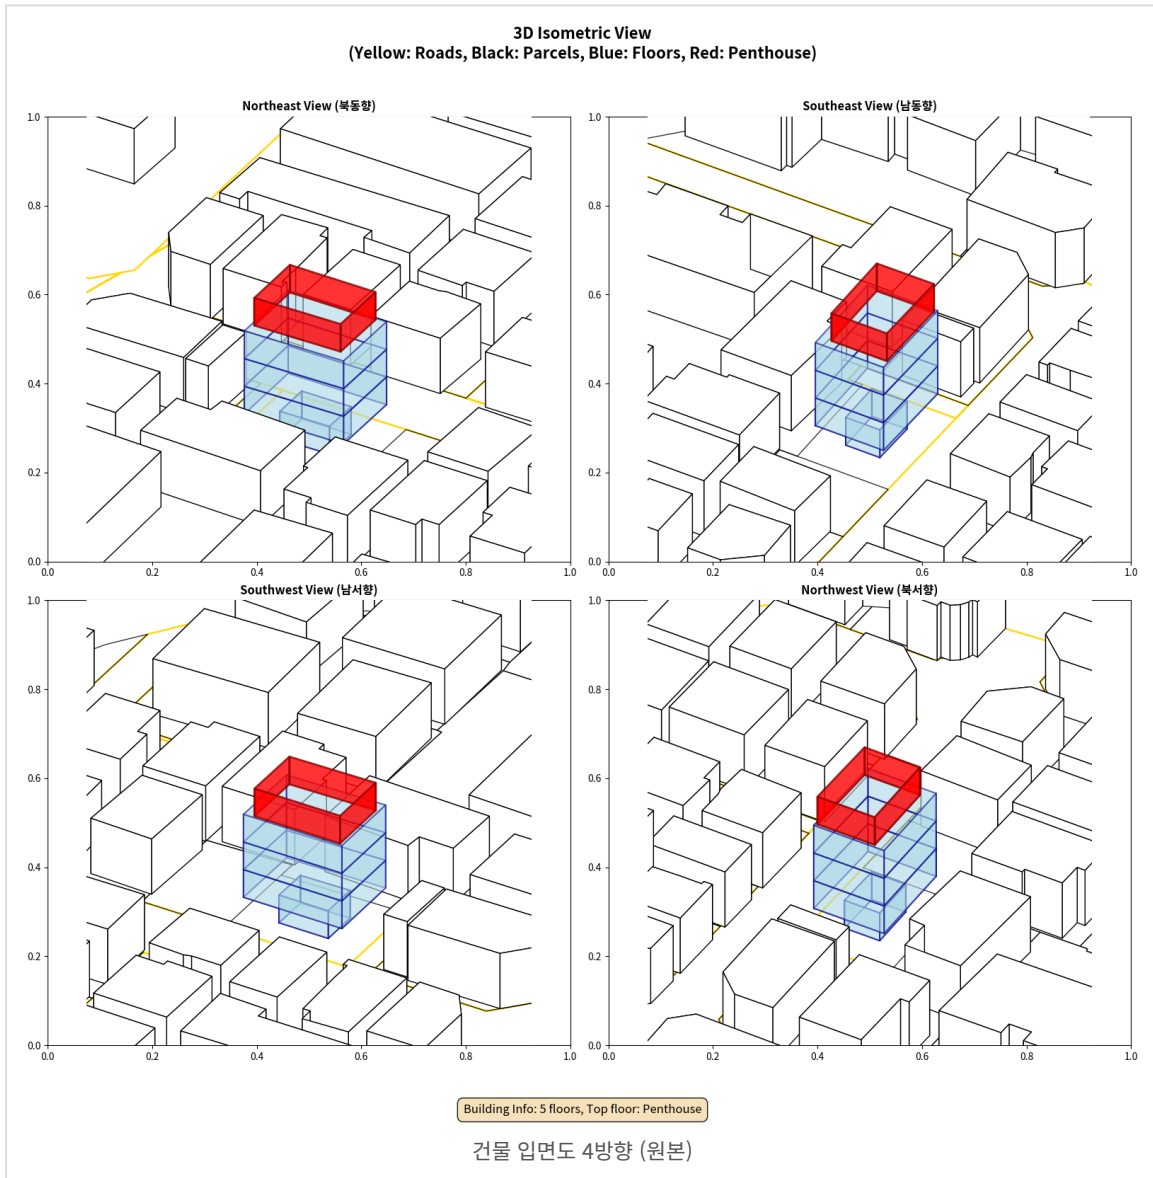 3D Isometric View
(Yellow: Roads, Black: Parcels, Blue: Floors, Red: Penthouse)
Northeast View (북동향)
1.0
0.8
0.6
0.4
0.2
0.0
0.0 0.2 0.4 0.6 0.8 1.0
Southeast View (남동향)
1.0
0.8
0.6
0.4
0.2
0.0
0.0 0.2 0.4 0.6 0.8 1.0
Southwest View (남서향)
1.0
0.8
0.6
0.4
0.2
0.0
0.0 0.2 0.4 0.6 0.8 1.0
Northwest View (북서향)
1.0
0.8
0.6
0.4
0.2
0.0
0.0 0.2 0.4 0.6 0.8 1.0
Building Info: 5 floors, Top floor: Penthouse
건물 입면도 4방향 (원본)